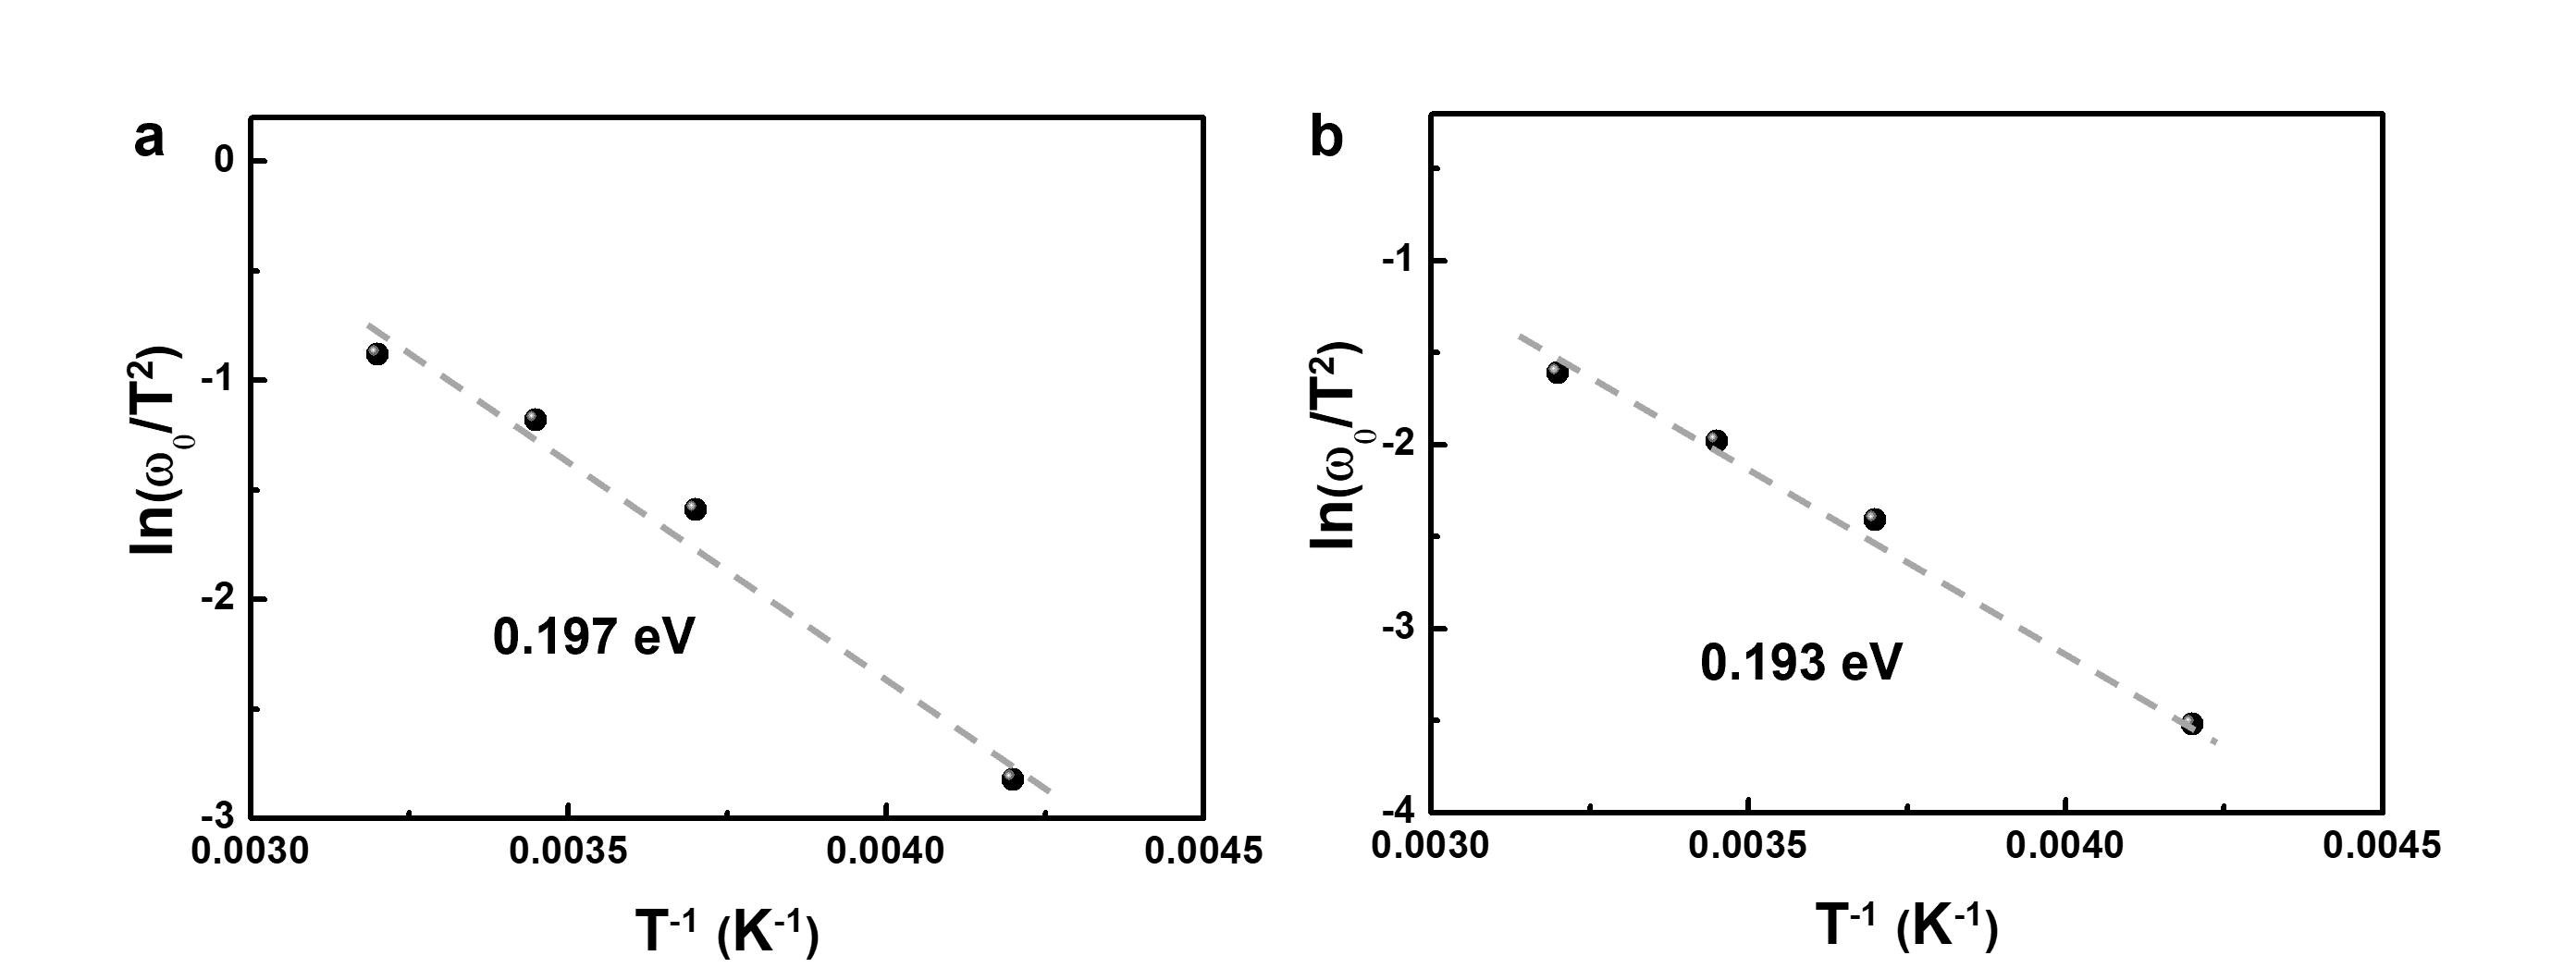 a
0
-1
-2
-3
ln(ω₀/T²)
0.197 eV
0.0030 0.0035 0.0040 0.0045
T⁻¹ (K⁻¹)
b
-1
-2
-3
-4
ln(ω₀/T²)
0.193 eV
0.0030 0.0035 0.0040 0.0045
T⁻¹ (K⁻¹)